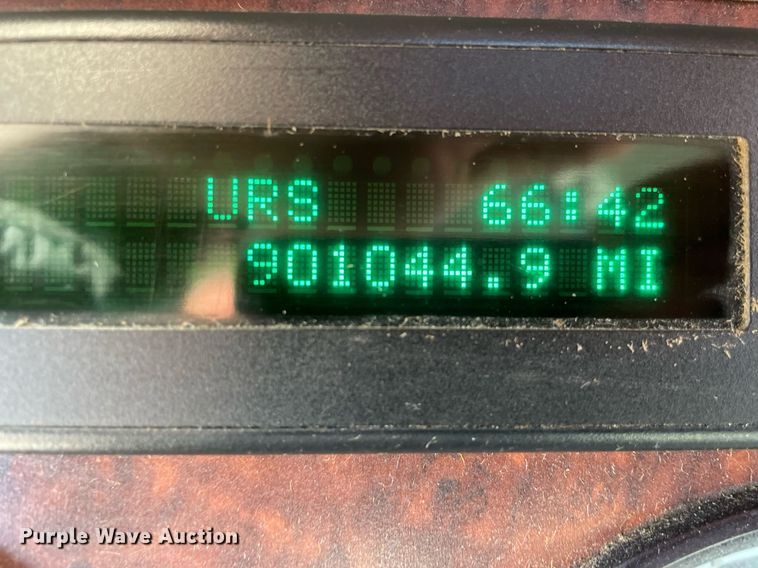 URS 66:42
901044.9 MI
Purple Wave Auction